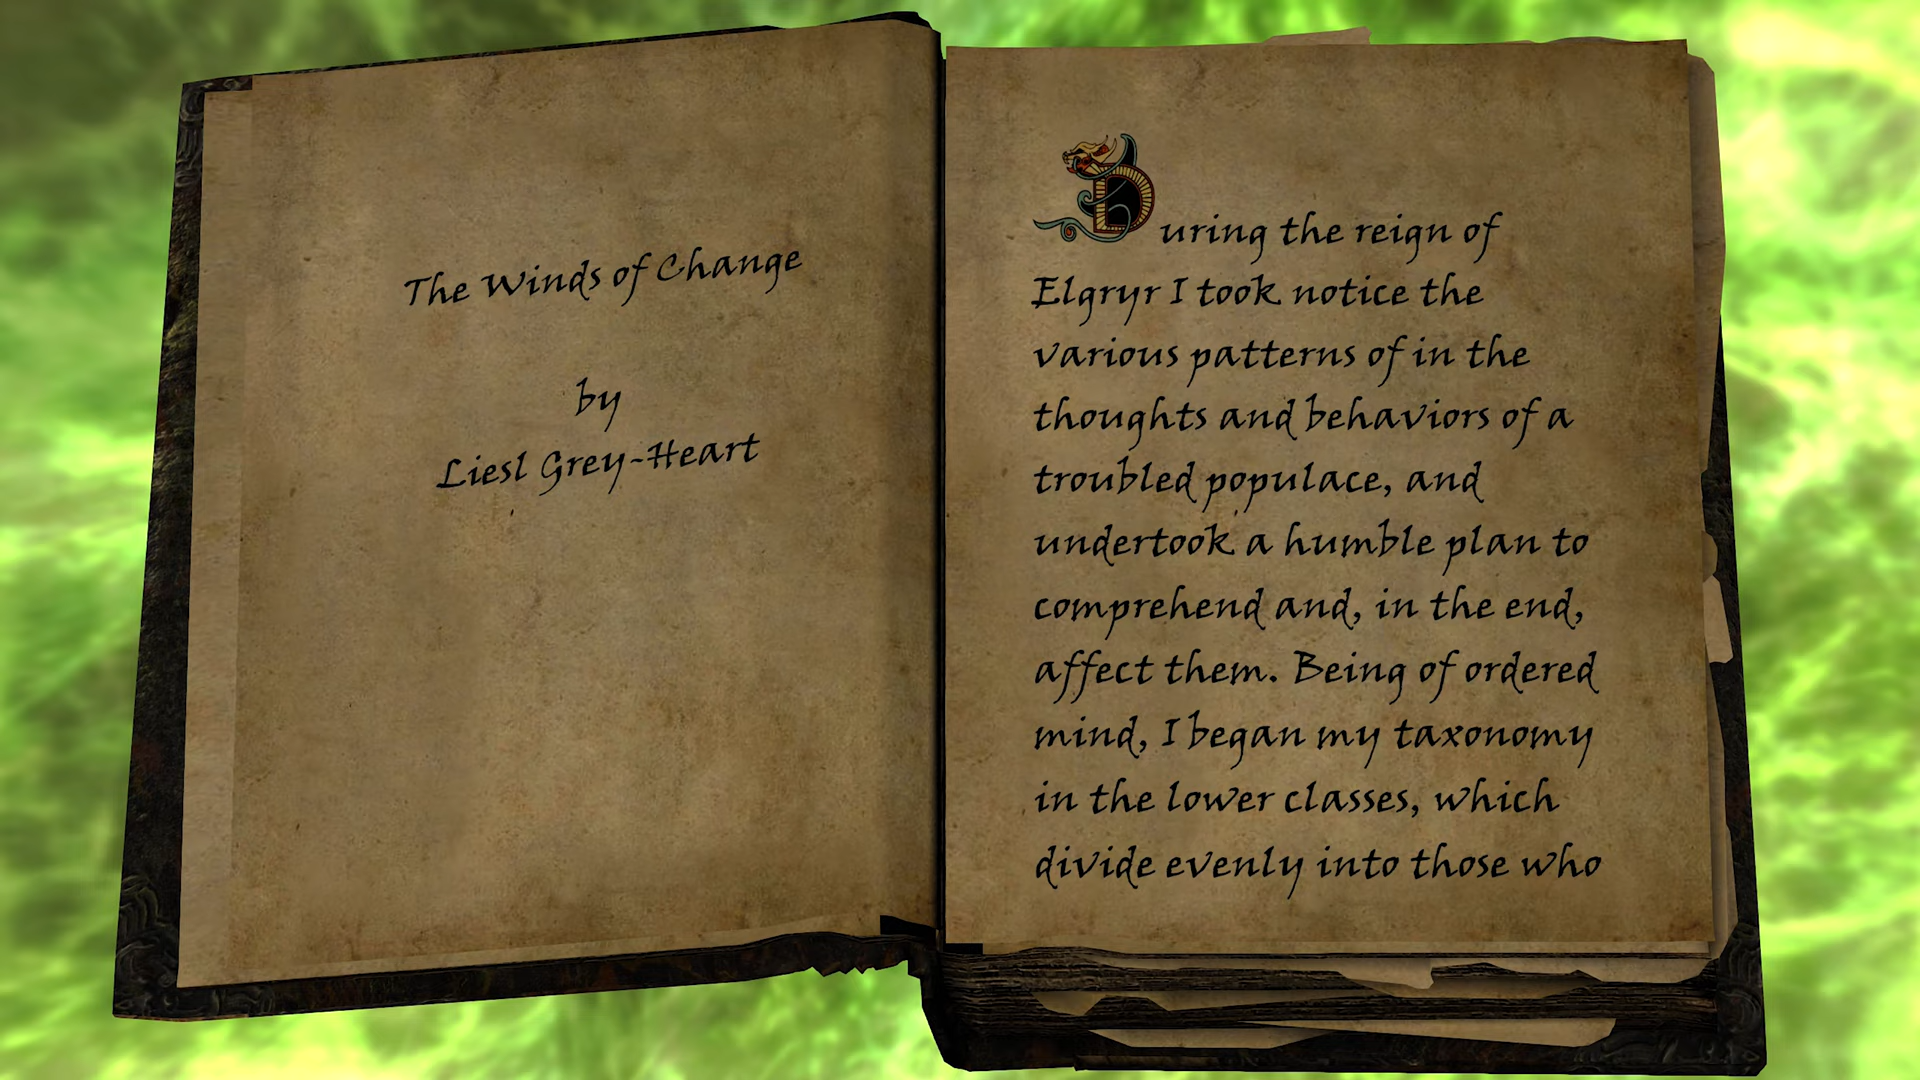 The Winds of Change
by
Liesl Grey-Heart
During the reign of
Elgryr I took notice the
various patterns of in the
thoughts and behaviors of a
troubled populace, and
undertook a humble plan to
comprehend and, in the end,
affect them. Being of ordered
mind, I began my taxonomy
in the lower classes, which
divide evenly into those who